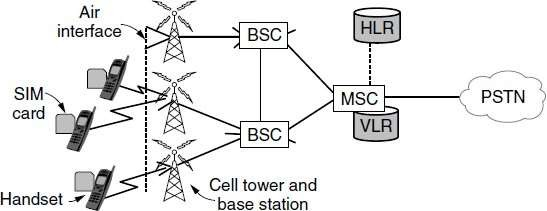 Air
interface
BSC
HLR
SIM
card
MSC
PSTN
VLR
BSC
Handset
Cell tower and
base station